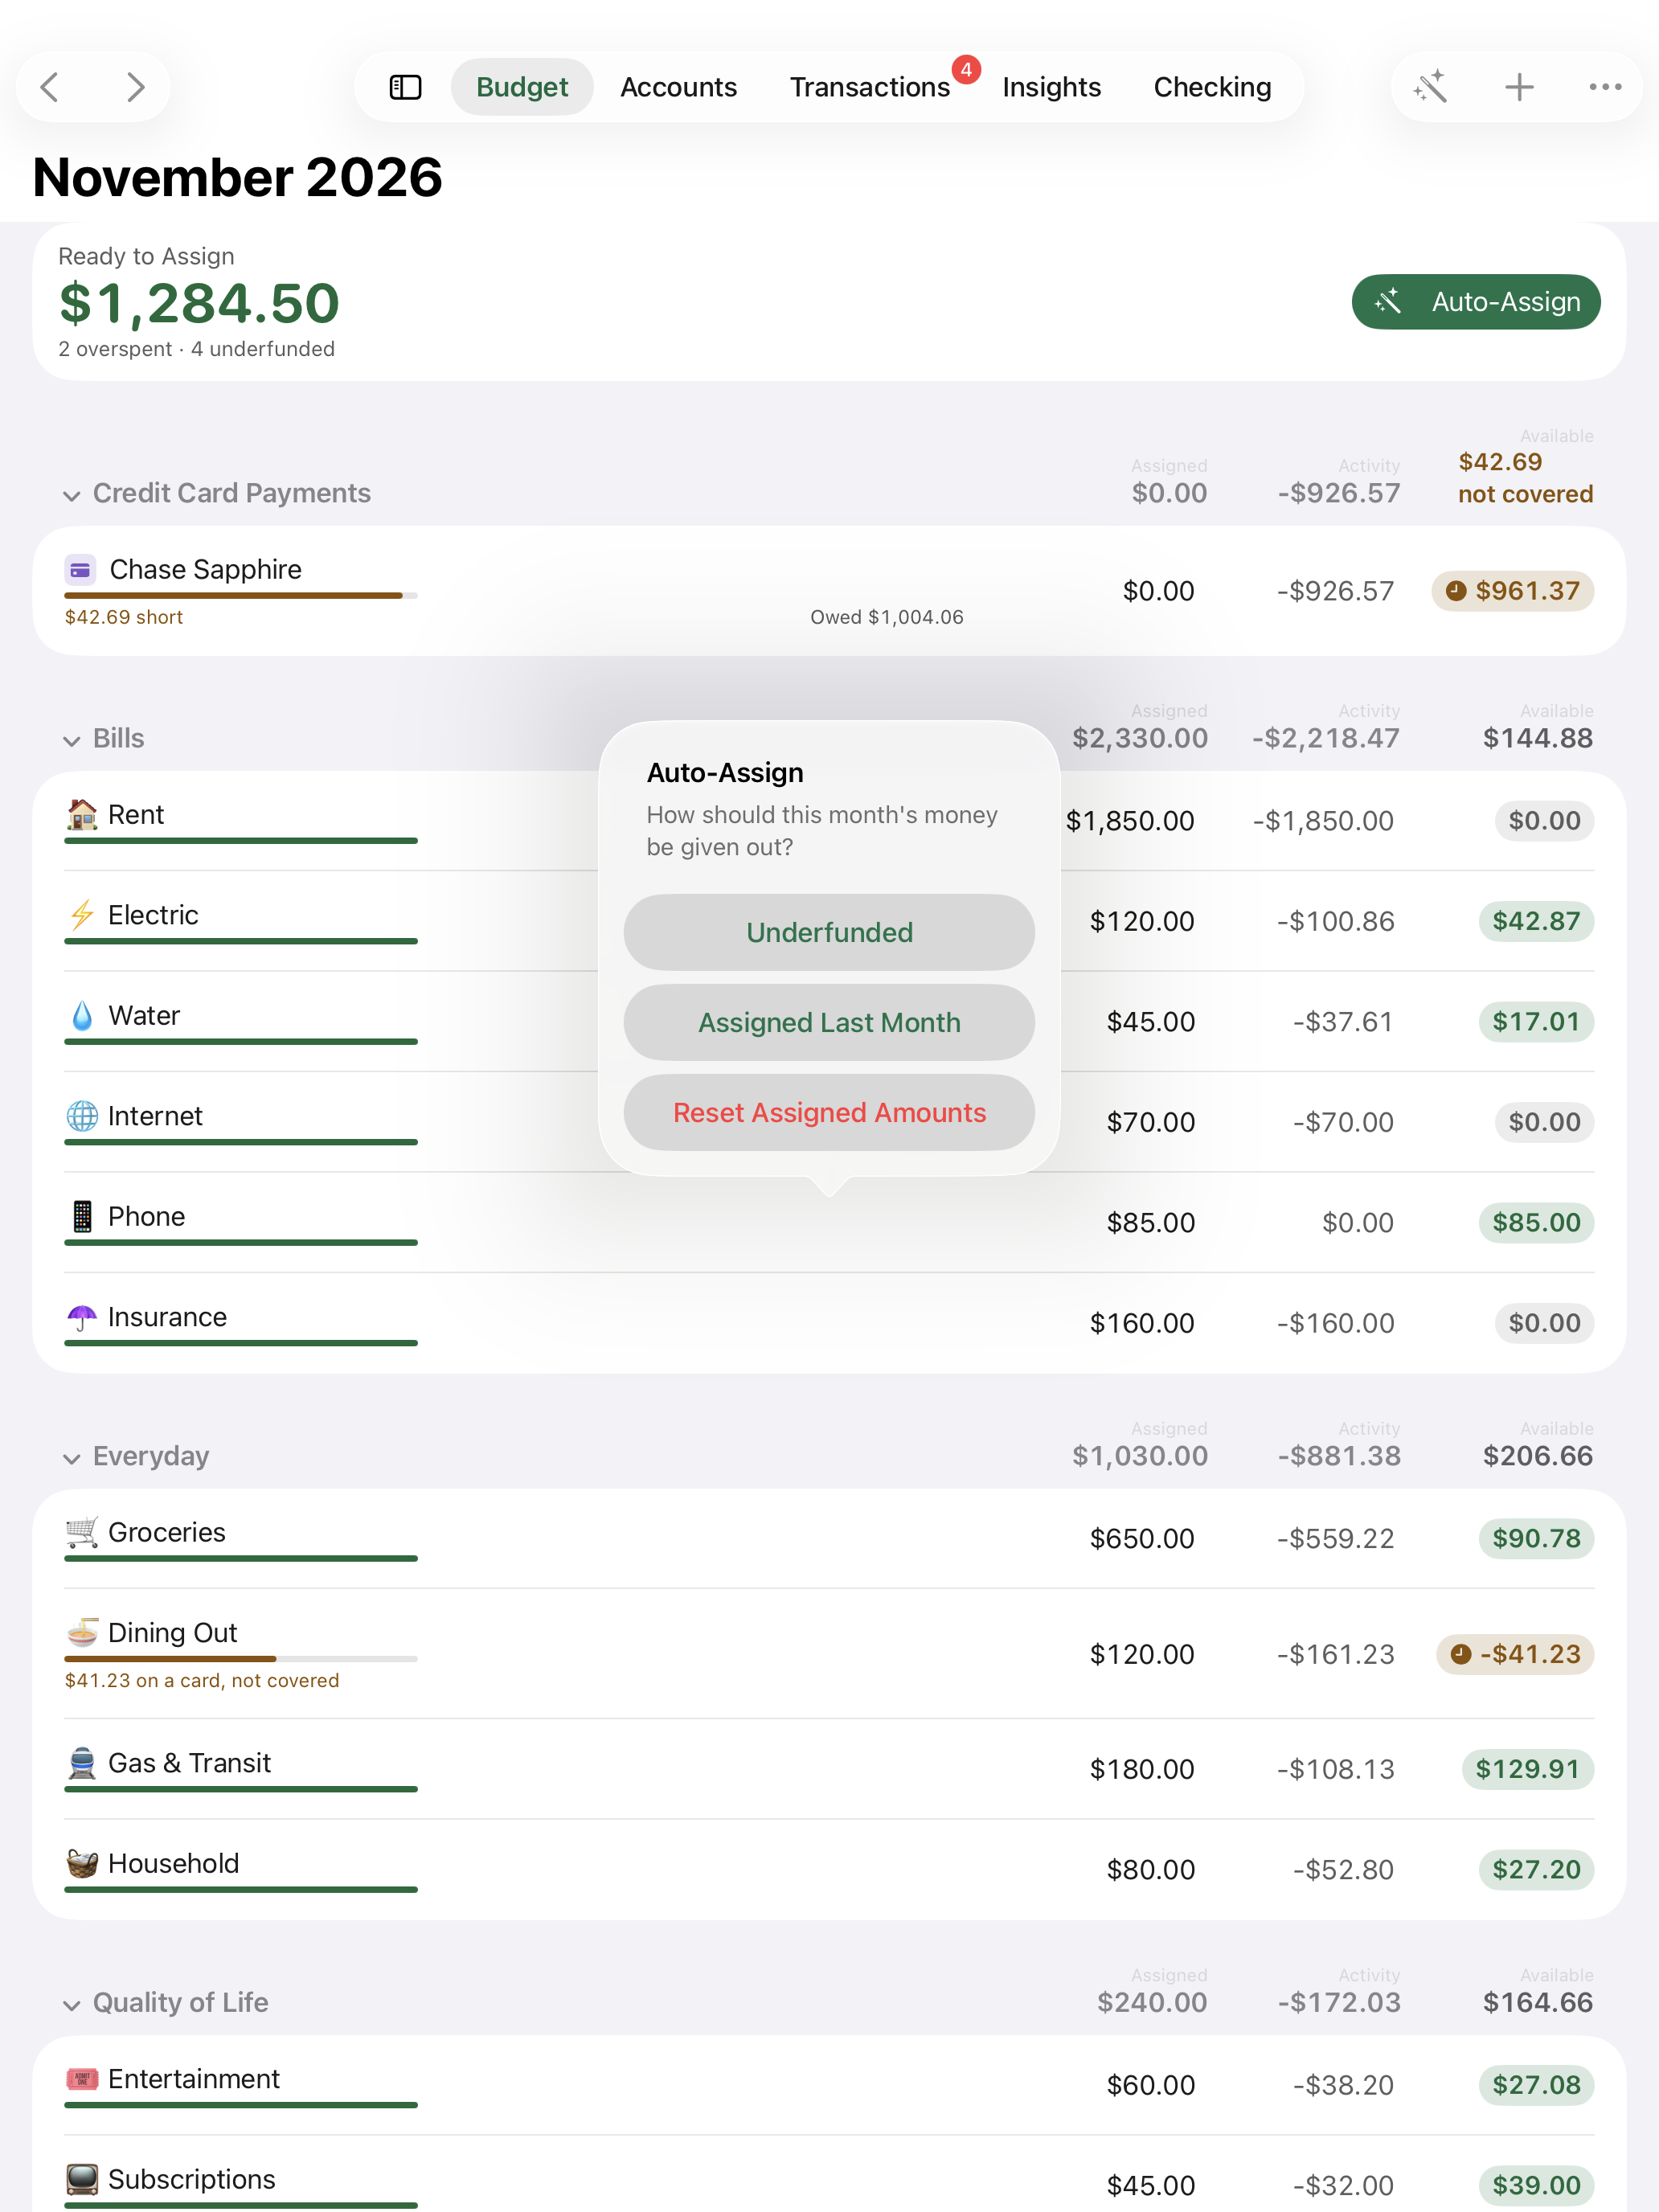 Budget
Accounts
Transactions
4
Insights
Checking
November 2026
Ready to Assign
$1,284.50
2 overspent · 4 underfunded
Auto-Assign
Credit Card Payments
Assigned
$0.00
Activity
-$926.57
Available
$42.69
not covered
Chase Sapphire
$42.69 short
Owed $1,004.06
$0.00
-$926.57
$961.37
Bills
Assigned
$2,330.00
Activity
-$2,218.47
Available
$144.88
Auto-Assign
How should this month's money
be given out?
Underfunded
Assigned Last Month
Reset Assigned Amounts
Rent
$1,850.00
-$1,850.00
$0.00
Electric
$120.00
-$100.86
$42.87
Water
$45.00
-$37.61
$17.01
Internet
$70.00
-$70.00
$0.00
Phone
$85.00
$0.00
$85.00
Insurance
$160.00
-$160.00
$0.00
Everyday
Assigned
$1,030.00
Activity
-$881.38
Available
$206.66
Groceries
$650.00
-$559.22
$90.78
Dining Out
$41.23 on a card, not covered
$120.00
-$161.23
-$41.23
Gas & Transit
$180.00
-$108.13
$129.91
Household
$80.00
-$52.80
$27.20
Quality of Life
Assigned
$240.00
Activity
-$172.03
Available
$164.66
Entertainment
$60.00
-$38.20
$27.08
Subscriptions
$45.00
-$32.00
$39.00